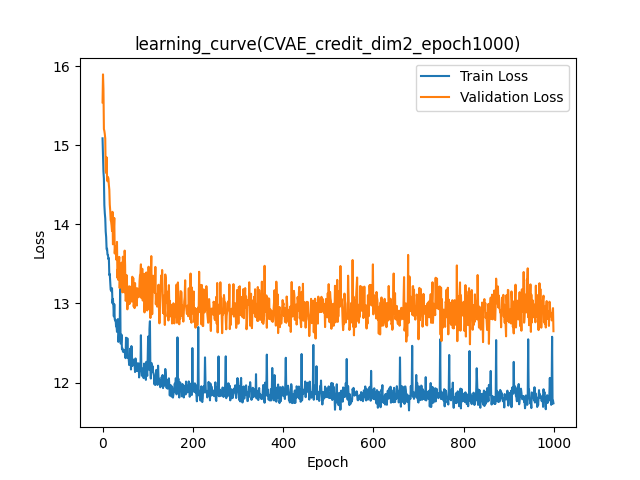 learning_curve(CVAE_credit_dim2_epoch1000)
Train Loss
Validation Loss
16
15
14
13
12
Loss
0
200
400
600
800
1000
Epoch